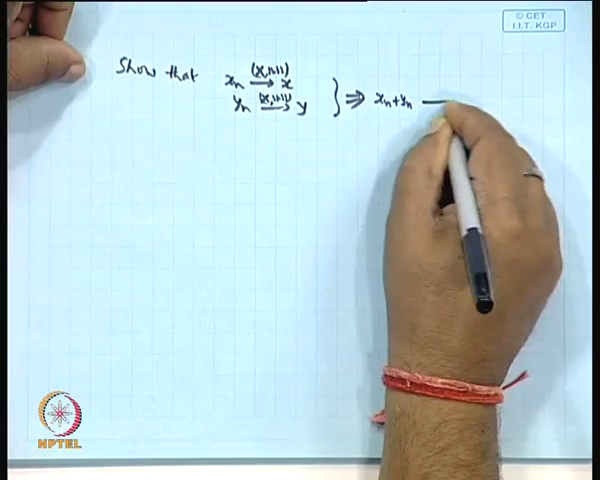 © CET
I.I.T. KGP
Show that xₙ →(X,||·||) x
yₙ →(X,||·||) y } ⇒ xₙ+yₙ —
NPTEL